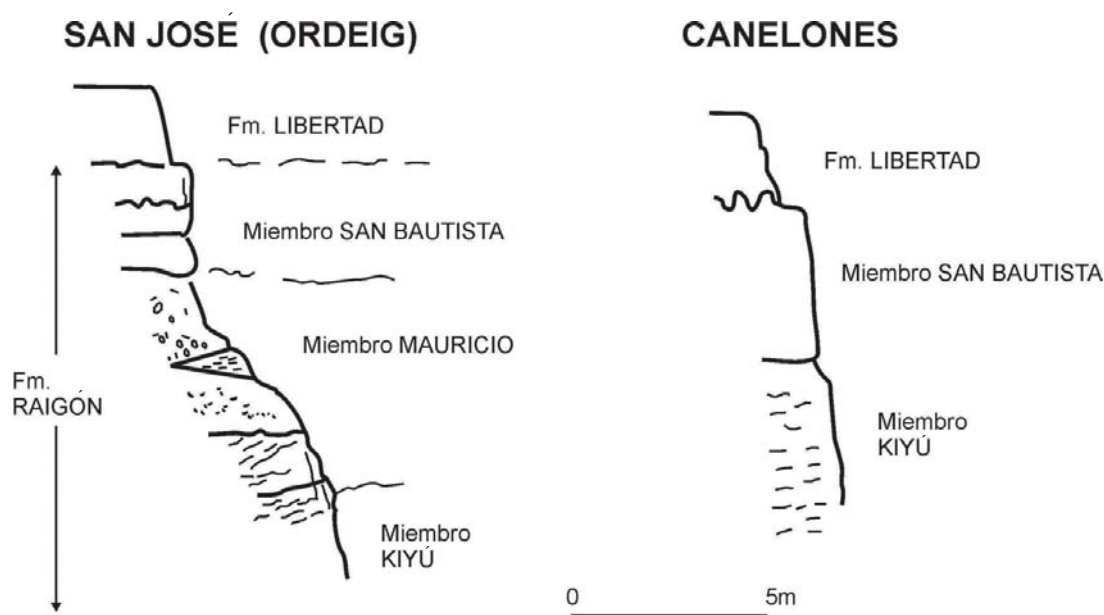 SAN JOSÉ (ORDEIG)
Fm. LIBERTAD
Miembro SAN BAUTISTA
Miembro MAURICIO
Fm.
RAIGÓN
Miembro
KIYÚ
CANELONES
Fm. LIBERTAD
Miembro SAN BAUTISTA
Miembro
KIYÚ
0 5m